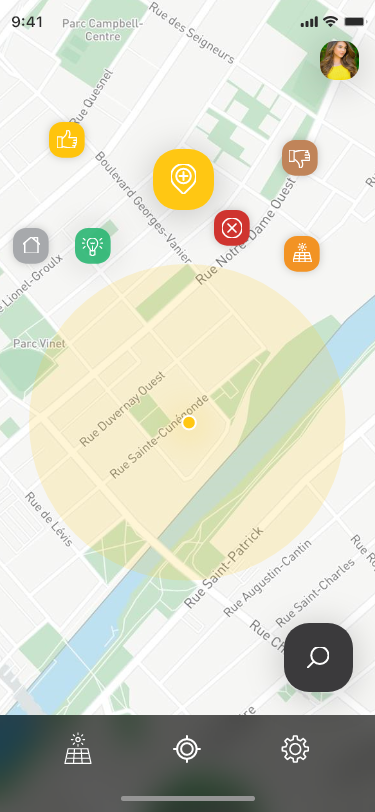 9:41
Parc Campbell-
Centre
Rue des Seigneurs
Rue Quesnel
Boulevard Georges-Vanier
Rue Notre-Dame Ouest
Rue Lionel-Groulx
Parc Vinet
Rue Duvernay Ouest
Rue Sainte-Cunégonde
Rue de Lévis
Rue Saint-Patrick
Rue Augustin-Cantin
Rue Saint-Charles